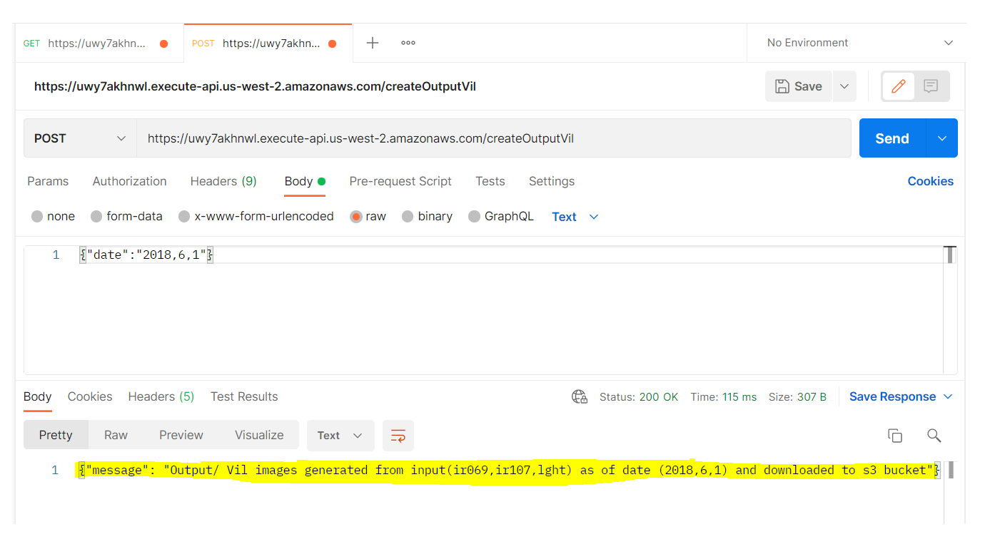 GET https://uwy7akhn... POST https://uwy7akhn... No Environment
https://uwy7akhnwl.execute-api.us-west-2.amazonaws.com/createOutputVil Save
POST https://uwy7akhnwl.execute-api.us-west-2.amazonaws.com/createOutputVil Send
Params Authorization Headers (9) Body Pre-request Script Tests Settings Cookies
none form-data x-www-form-urlencoded raw binary GraphQL Text
1 {"date":"2018,6,1"}
Body Cookies Headers (5) Test Results Status: 200 OK Time: 115 ms Size: 307 B Save Response
Pretty Raw Preview Visualize Text
1 {"message": "Output/ Vil images generated from input(ir069,ir107,lght) as of date (2018,6,1) and downloaded to s3 bucket"}